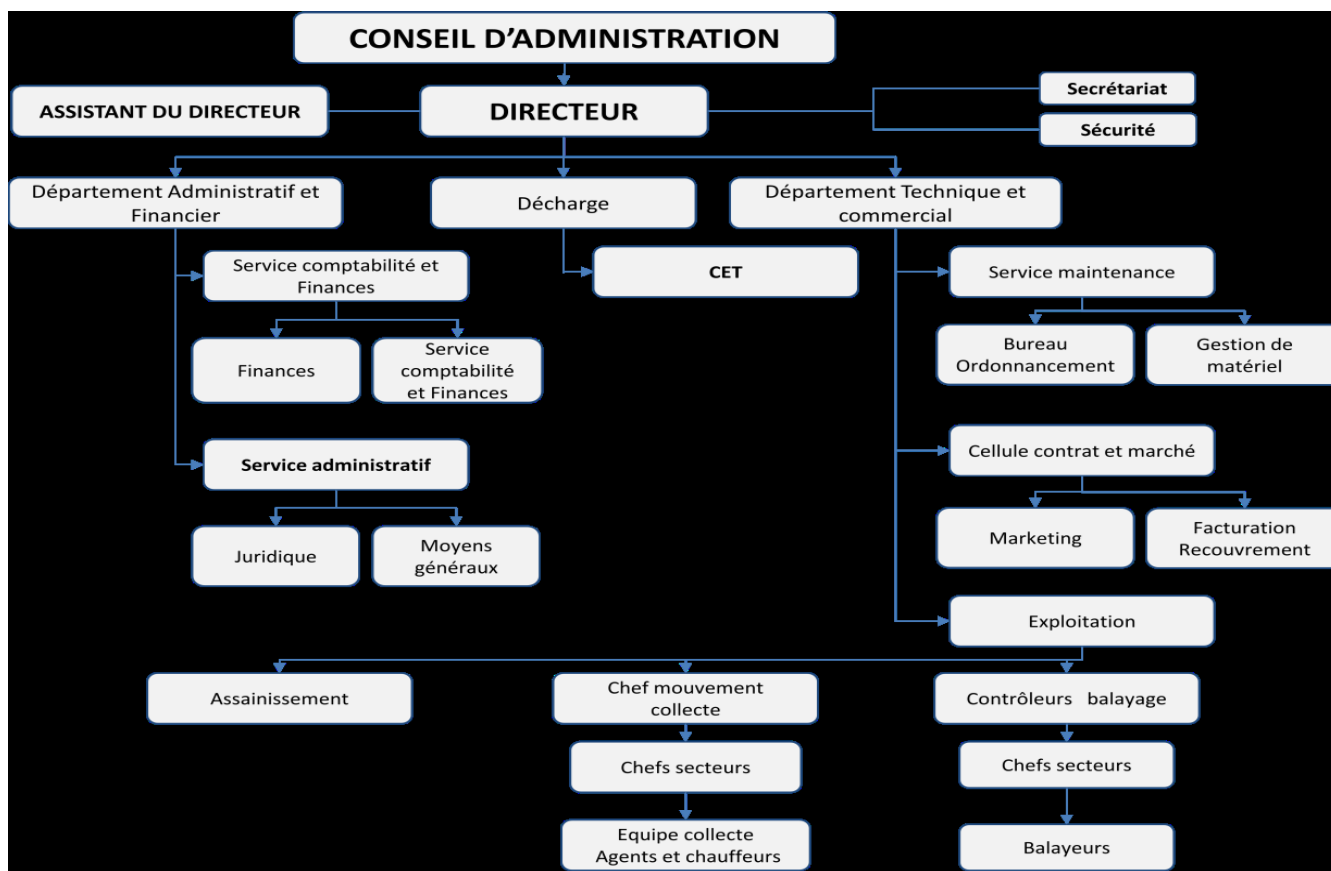 CONSEIL D'ADMINISTRATION
ASSISTANT DU DIRECTEUR
DIRECTEUR
Secrétariat
Sécurité
Département Administratif et
Financier
Décharge
Département Technique et
commercial
Service comptabilité et
Finances
CET
Service maintenance
Finances
Service
comptabilité
et Finances
Bureau
Ordonnancement
Gestion de
matériel
Service administratif
Cellule contrat et marché
Juridique
Moyens
généraux
Marketing
Facturation
Recouvrement
Exploitation
Assainissement
Chef mouvement
collecte
Contrôleurs balayage
Chefs secteurs
Chefs secteurs
Equipe collecte
Agents et chauffeurs
Balayeurs